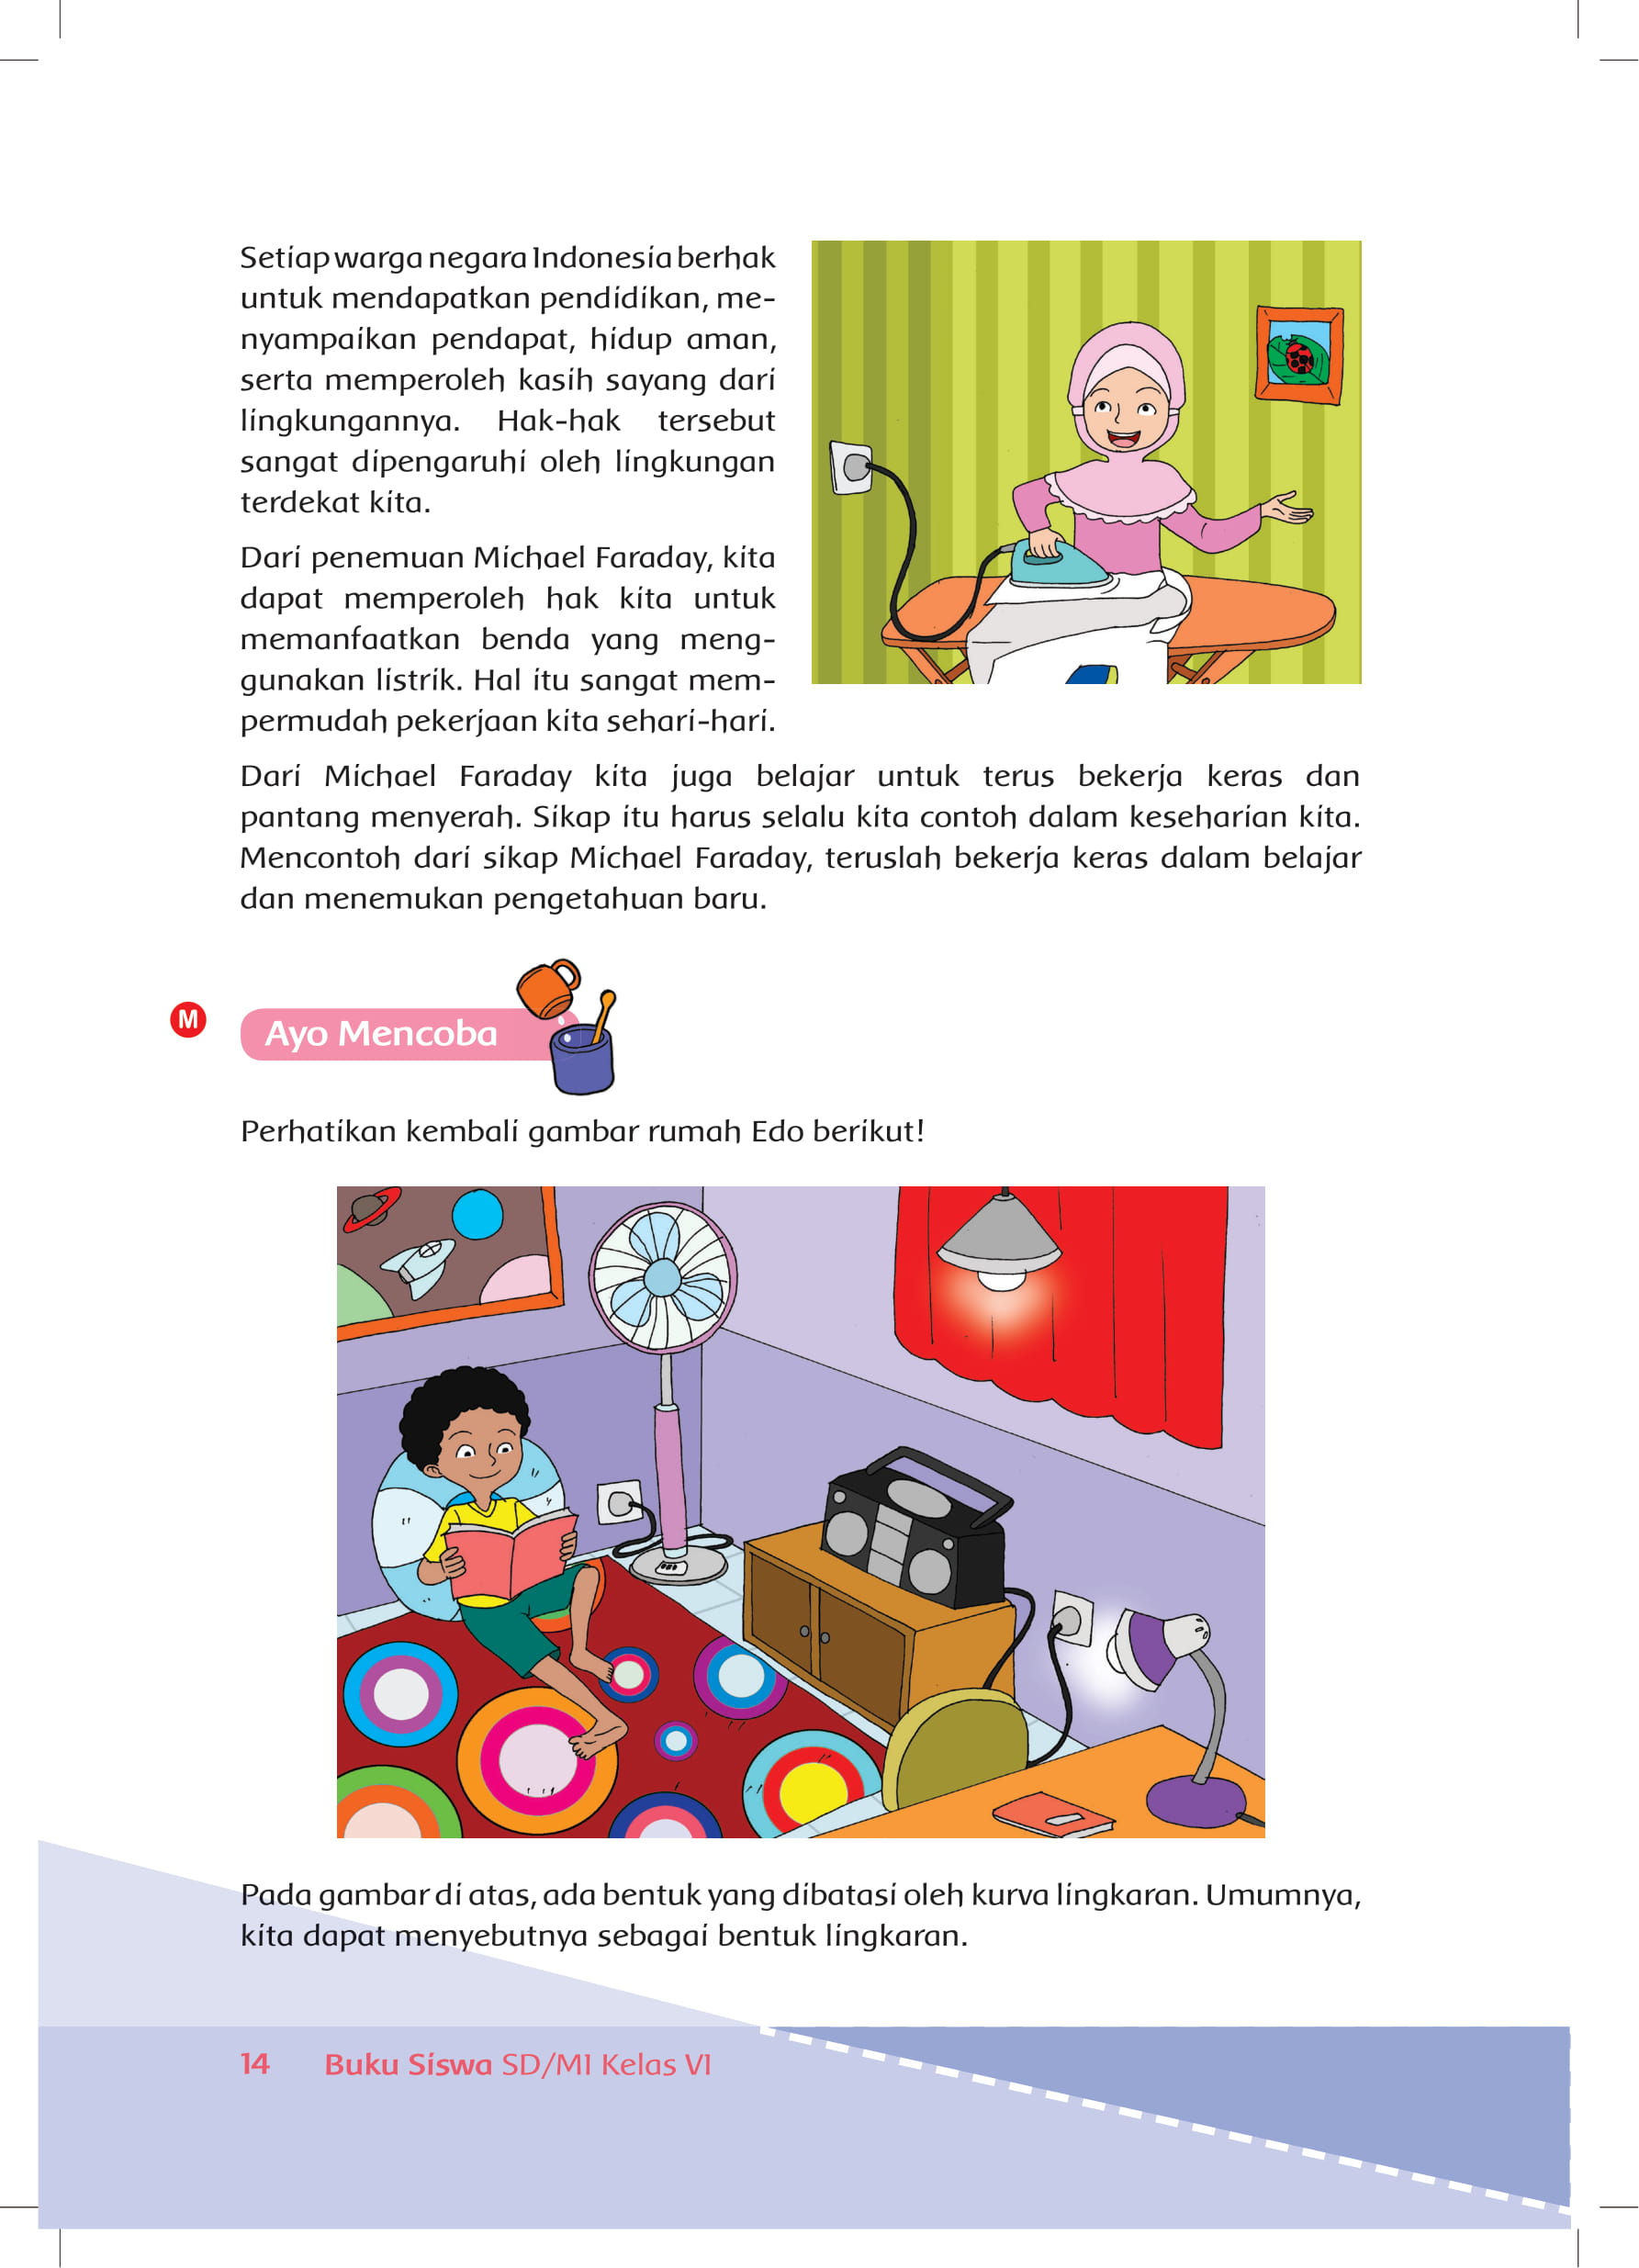 Setiap warga negara Indonesia berhak
untuk mendapatkan pendidikan, me-
nyampaikan pendapat, hidup aman,
serta memperoleh kasih sayang dari
lingkungannya. Hak-hak tersebut
sangat dipengaruhi oleh lingkungan
terdekat kita.
Dari penemuan Michael Faraday, kita
dapat memperoleh hak kita untuk
memanfaatkan benda yang meng-
gunakan listrik. Hal itu sangat mem-
permudah pekerjaan kita sehari-hari.
Dari Michael Faraday kita juga belajar untuk terus bekerja keras dan
pantang menyerah. Sikap itu harus selalu kita contoh dalam keseharian kita.
Mencontoh dari sikap Michael Faraday, teruslah bekerja keras dalam belajar
dan menemukan pengetahuan baru.
M
Ayo Mencoba
Perhatikan kembali gambar rumah Edo berikut!
Pada gambar di atas, ada bentuk yang dibatasi oleh kurva lingkaran. Umumnya,
kita dapat menyebutnya sebagai bentuk lingkaran.
14 Buku Siswa SD/MI Kelas VI